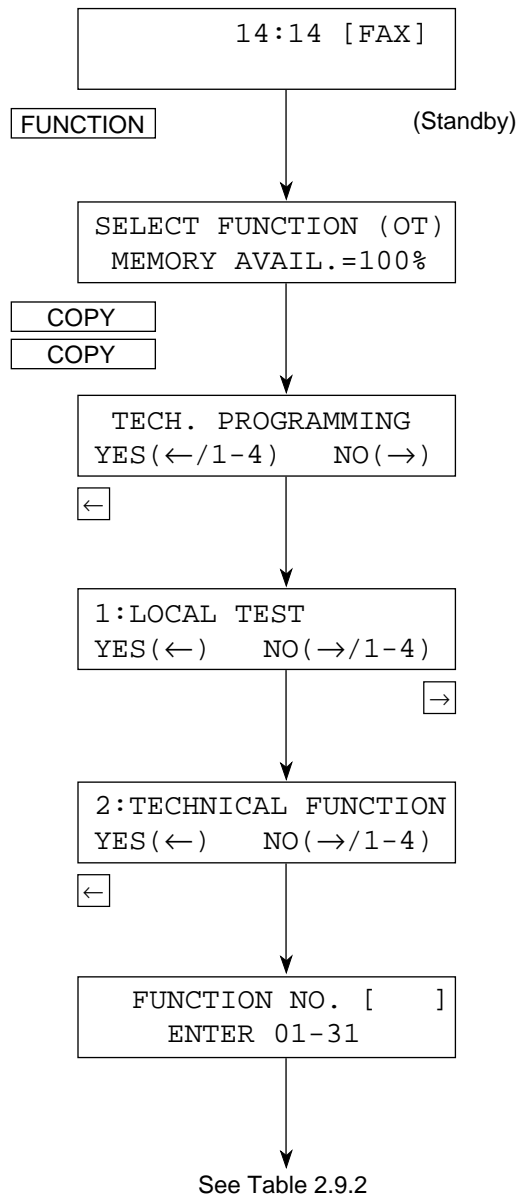 14:14 [FAX]
FUNCTION
(Standby)
SELECT FUNCTION (OT)
MEMORY AVAIL.=100%
COPY
COPY
TECH. PROGRAMMING
YES(←/1-4) NO(→)
←
1:LOCAL TEST
YES(←) NO(→/1-4)
→
2:TECHNICAL FUNCTION
YES(←) NO(→/1-4)
←
FUNCTION NO. [ ]
ENTER 01-31
See Table 2.9.2